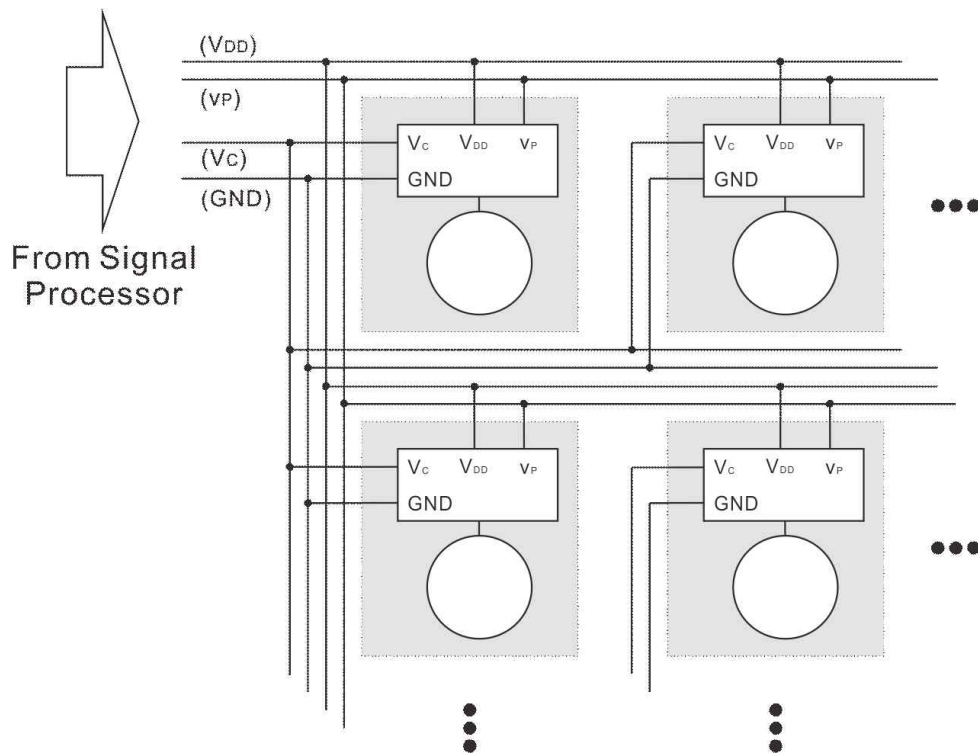 (VDD)
(vP)
(VC)
(GND)
From Signal
Processor
VC VDD vP
GND
VC VDD vP
GND
VC VDD vP
GND
VC VDD vP
GND